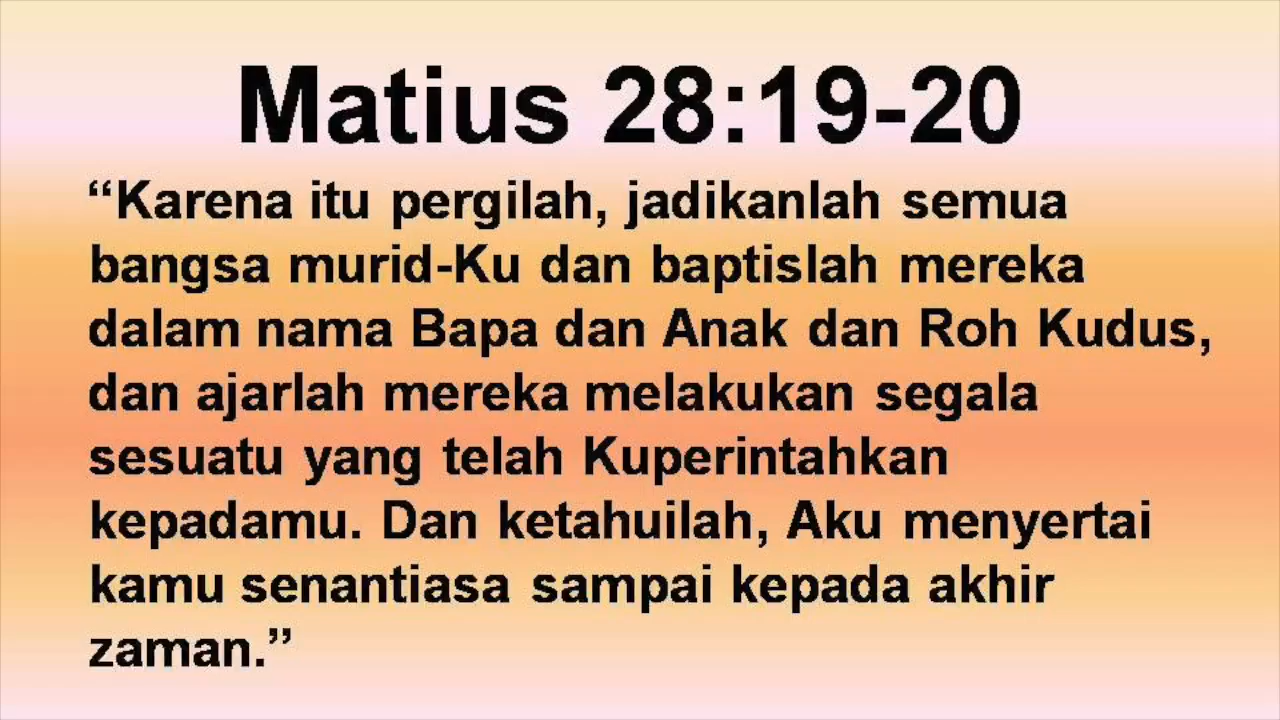 Matius 28:19-20
“Karena itu pergilah, jadikanlah semua
bangsa murid-Ku dan baptislah mereka
dalam nama Bapa dan Anak dan Roh Kudus,
dan ajarlah mereka melakukan segala
sesuatu yang telah Kuperintahkan
kepadamu. Dan ketahuilah, Aku menyertai
kamu senantiasa sampai kepada akhir
zaman.”